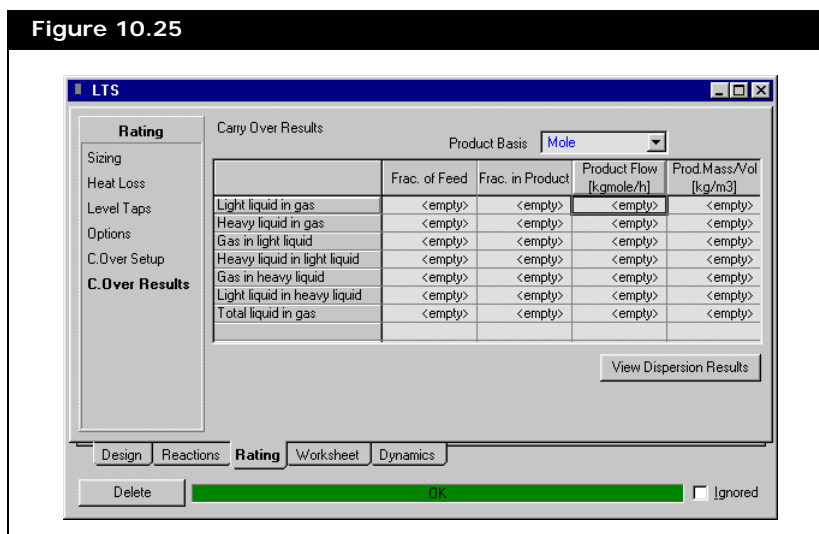 Figure 10.25
LTS
Rating
Sizing
Heat Loss
Level Taps
Options
C.Over Setup
C.Over Results
Carry Over Results
Product Basis Mole
Frac. of Feed Frac. in Product Product Flow [kgmole/h] Prod.Mass/Vol [kg/m3]
Light liquid in gas <empty> <empty> <empty> <empty>
Heavy liquid in gas <empty> <empty> <empty> <empty>
Gas in light liquid <empty> <empty> <empty> <empty>
Heavy liquid in light liquid <empty> <empty> <empty> <empty>
Gas in heavy liquid <empty> <empty> <empty> <empty>
Light liquid in heavy liquid <empty> <empty> <empty> <empty>
Total liquid in gas <empty> <empty> <empty> <empty>
View Dispersion Results
Design Reactions Rating Worksheet Dynamics
Delete OK Ignored